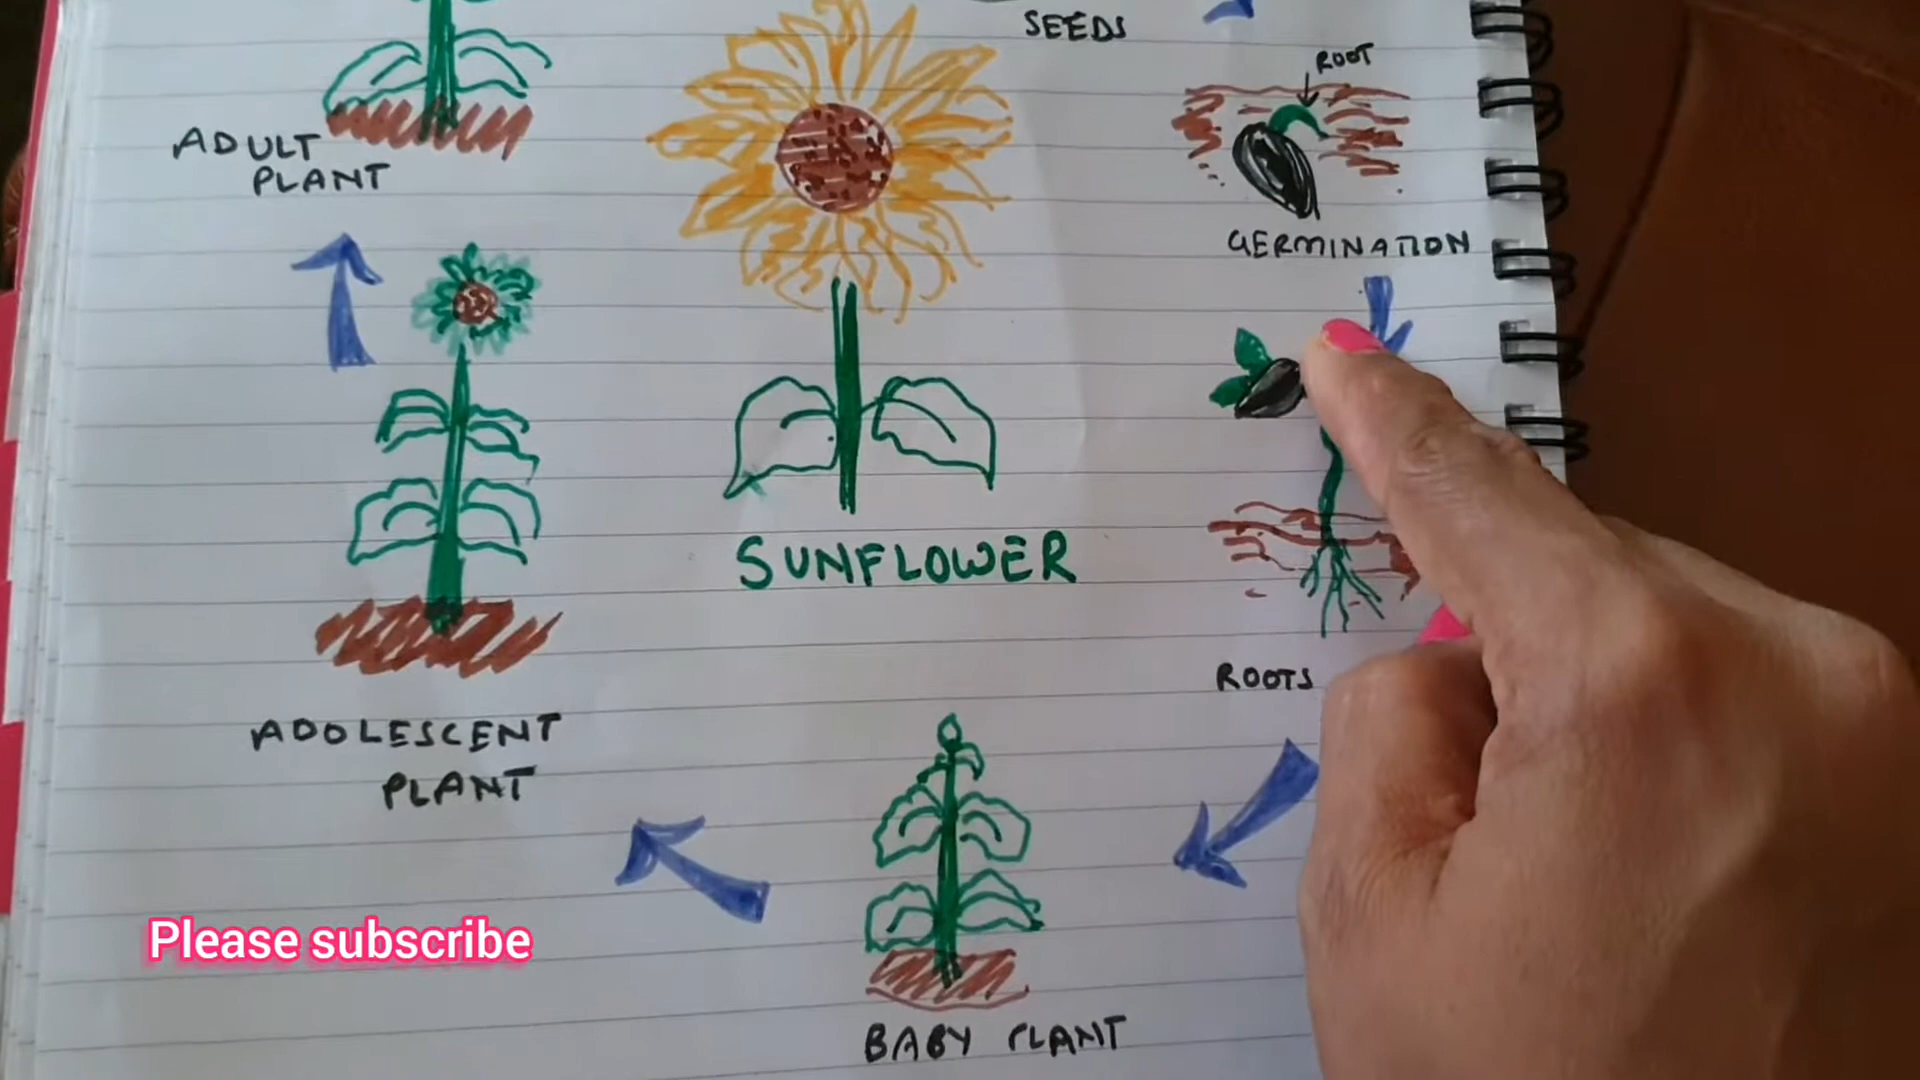 SEEDS
ROOT
ADULT
PLANT
GERMINATION
SUNFLOWER
ROOTS
ADOLESCENT
PLANT
Please subscribe
BABY PLANT